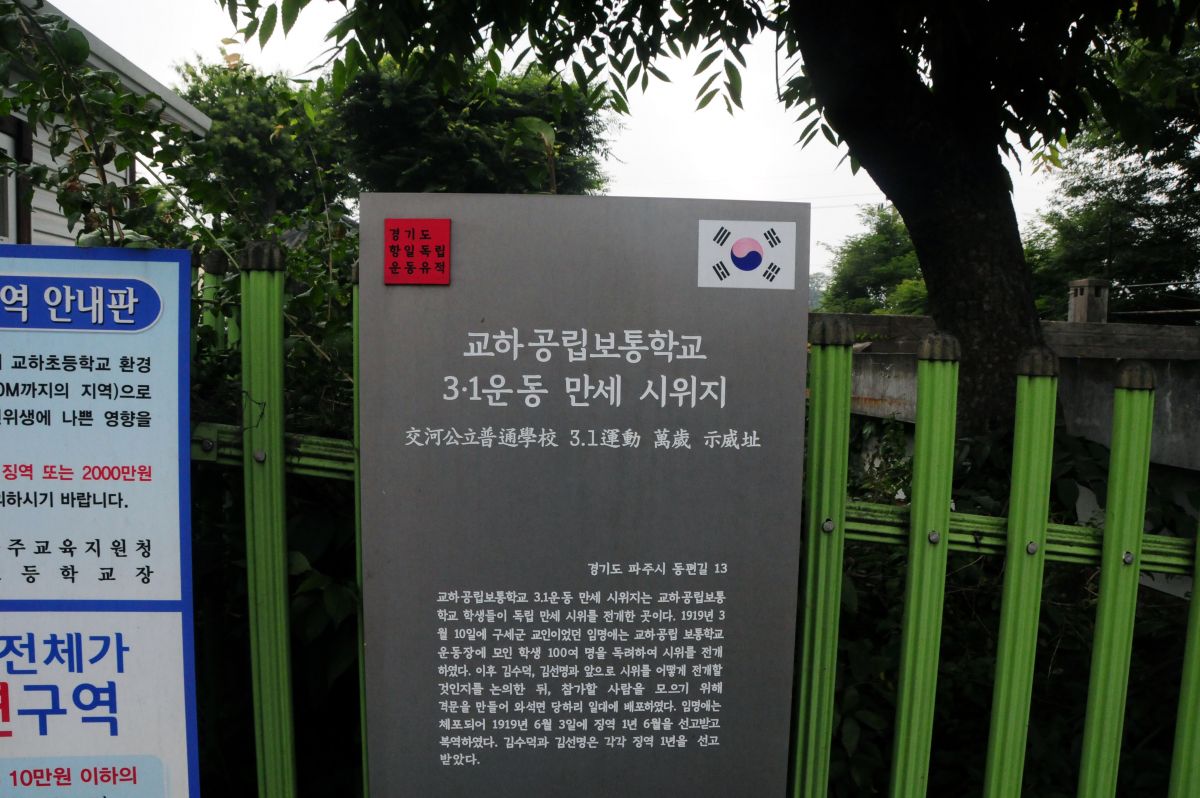 역 안내판
교하초등학교 환경
0M까지의 지역)으로
위생에 나쁜 영향을
징역 또는 2000만원
의하시기 바랍니다.
주교육지원청
등학교장
전체가
연구역
10만원 이하의
경기도
항일독립
운동유적
교하공립보통학교
3·1운동 만세 시위지
交河公立普通學校 3.1運動 萬歲 示威址
경기도 파주시 동편길 13
교하공립보통학교 3.1운동 만세 시위지는 교하공립보통
학교 학생들이 독립 만세 시위를 전개한 곳이다. 1919년 3
월 10일에 구세군 교인이었던 임명애는 교하공립 보통학교
운동장에 모인 학생 100여 명을 독려하여 시위를 전개
하였다. 이후 김수덕, 김선명과 앞으로 시위를 어떻게 전개할
것인지를 논의한 뒤, 참가할 사람을 모으기 위해
격문을 만들어 와석면 당하리 일대에 배포하였다. 임명애는
체포되어 1919년 6월 3일에 징역 1년 6월을 선고받고
복역하였다. 김수덕과 김선명은 각각 징역 1년을 선고
받았다.